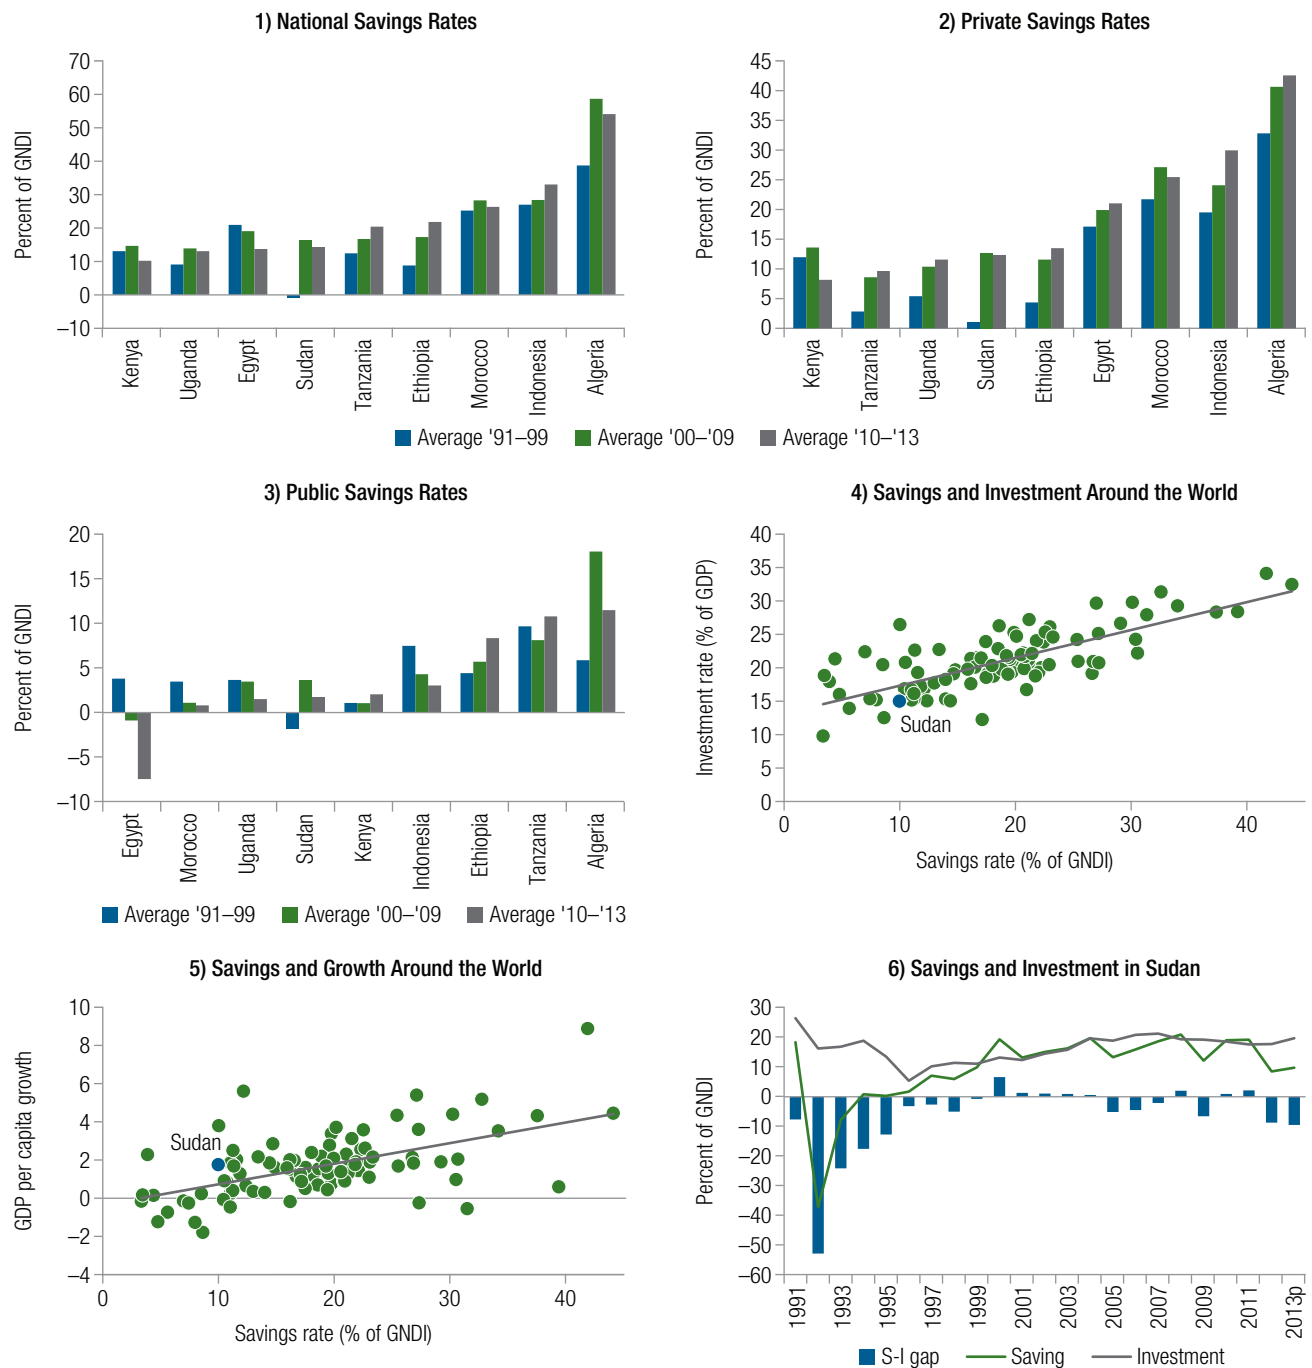 1) National Savings Rates
Percent of GNDI
70
60
50
40
30
20
10
0
–10
Kenya
Uganda
Egypt
Sudan
Tanzania
Ethiopia
Morocco
Indonesia
Algeria
2) Private Savings Rates
Percent of GNDI
45
40
35
30
25
20
15
10
5
0
Kenya
Tanzania
Uganda
Sudan
Ethiopia
Egypt
Morocco
Indonesia
Algeria
Average '91–99 Average '00–'09 Average '10–'13
3) Public Savings Rates
Percent of GNDI
20
15
10
5
0
–5
–10
Egypt
Morocco
Uganda
Sudan
Kenya
Indonesia
Ethiopia
Tanzania
Algeria
Average '91–99 Average '00–'09 Average '10–'13
4) Savings and Investment Around the World
Investment rate (% of GDP)
40
35
30
25
20
15
10
5
0
Sudan
0 10 20 30 40
Savings rate (% of GNDI)
5) Savings and Growth Around the World
GDP per capita growth
10
8
6
4
2
0
–2
–4
Sudan
0 10 20 30 40
Savings rate (% of GNDI)
6) Savings and Investment in Sudan
Percent of GNDI
30
20
10
0
–10
–20
–30
–40
–50
–60
1991
1993
1995
1997
1999
2001
2003
2005
2007
2009
2011
2013p
S-I gap Saving Investment